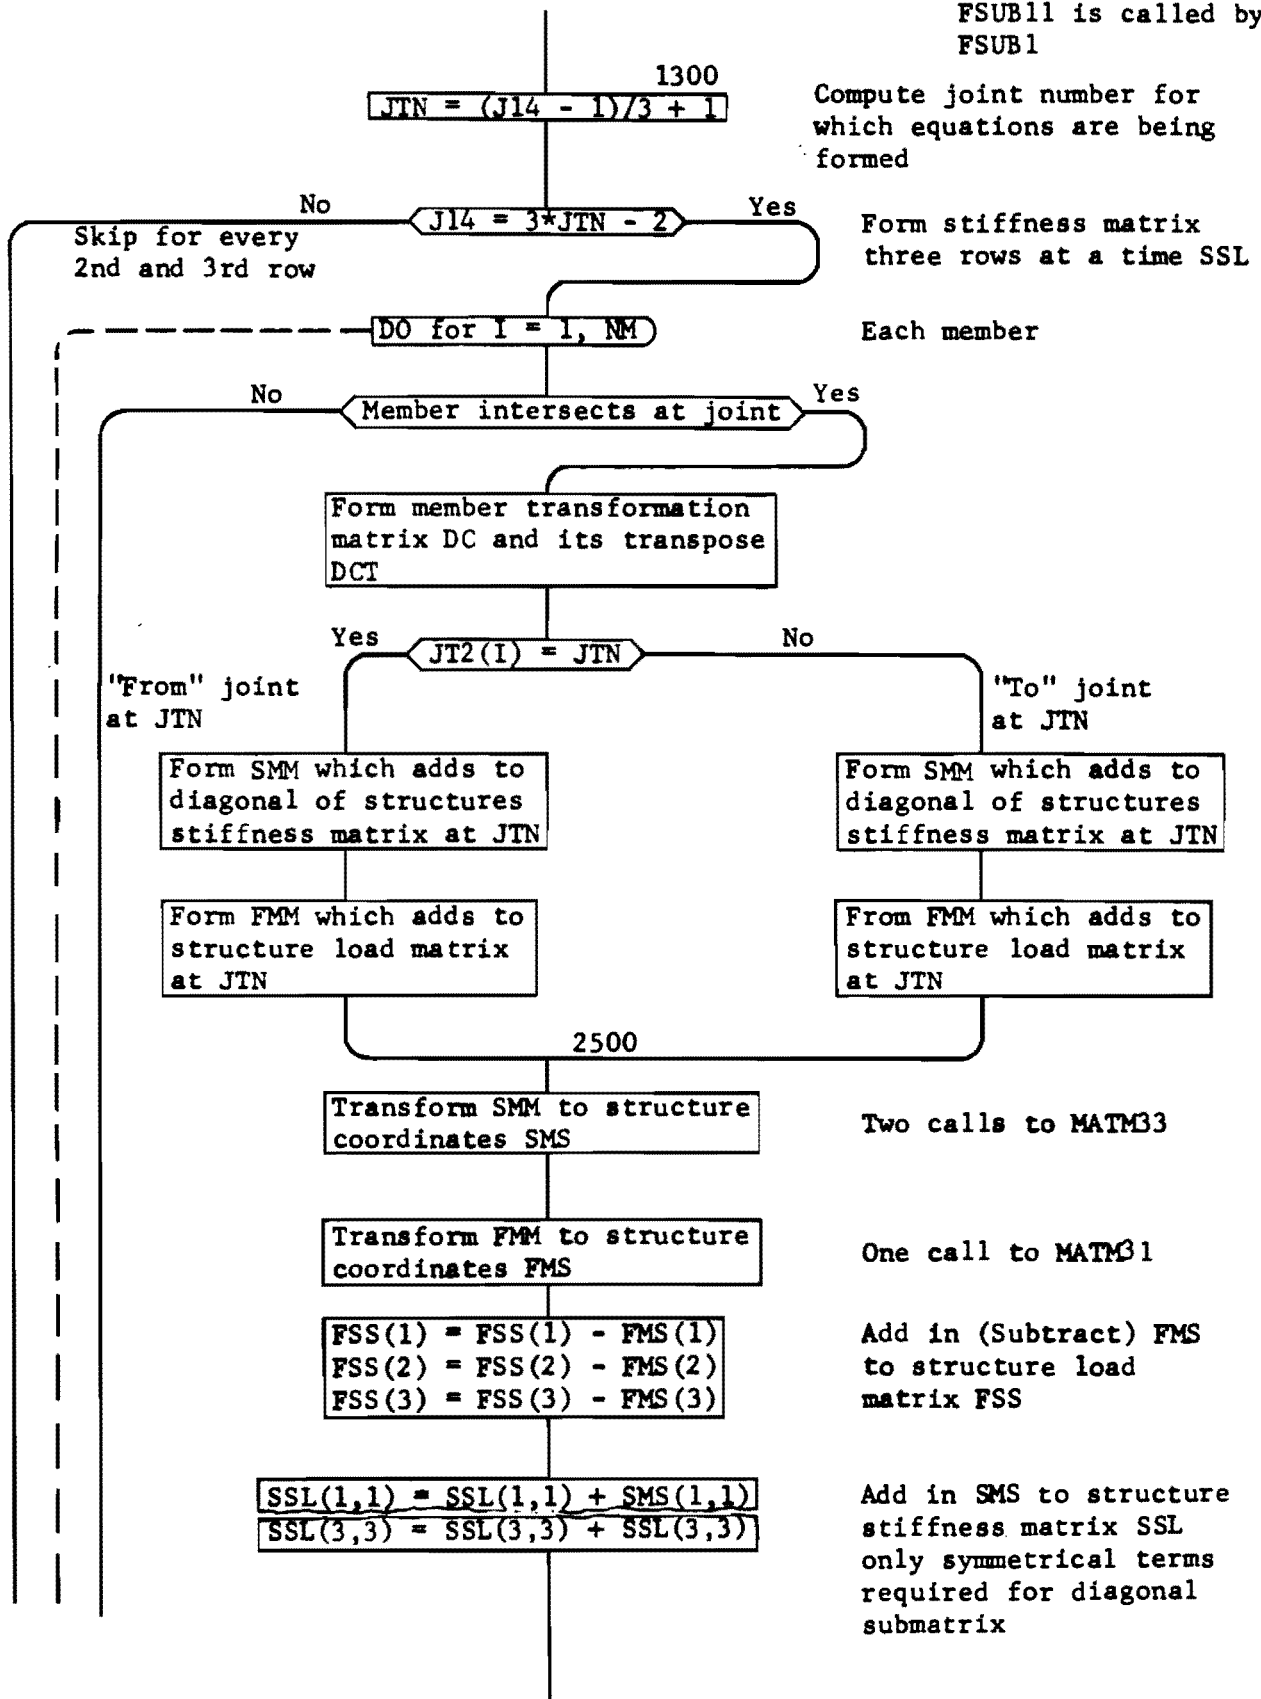 FSUB11 is called by
FSUB1
1300
JTN = (J14 - 1)/3 + 1
Compute joint number for
which equations are being
formed
No
J14 = 3*JTN - 2
Yes
Skip for every
2nd and 3rd row
Form stiffness matrix
three rows at a time SSL
DO for I = 1, NM
Each member
No
Member intersects at joint
Yes
Form member transformation
matrix DC and its transpose
DCT
Yes
JT2(I) = JTN
No
"From" joint
at JTN
"To" joint
at JTN
Form SMM which adds to
diagonal of structures
stiffness matrix at JTN
Form SMM which adds to
diagonal of structures
stiffness matrix at JTN
Form FMM which adds to
structure load matrix
at JTN
From FMM which adds to
structure load matrix
at JTN
2500
Transform SMM to structure
coordinates SMS
Two calls to MATM33
Transform FMM to structure
coordinates FMS
One call to MATM31
FSS(1) = FSS(1) - FMS(1)
FSS(2) = FSS(2) - FMS(2)
FSS(3) = FSS(3) - FMS(3)
Add in (Subtract) FMS
to structure load
matrix FSS
SSL(1,1) = SSL(1,1) + SMS(1,1)
SSL(3,3) = SSL(3,3) + SSL(3,3)
Add in SMS to structure
stiffness matrix SSL
only symmetrical terms
required for diagonal
submatrix